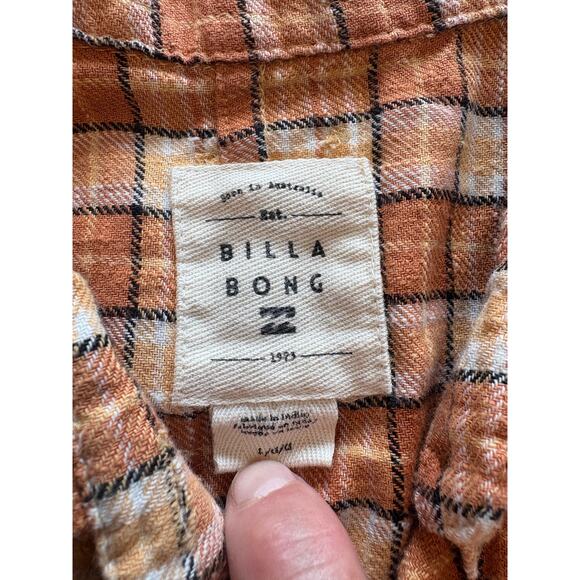 Born in Australia
Est.
BILLA
BONG
1973
Made in India
L/G/G